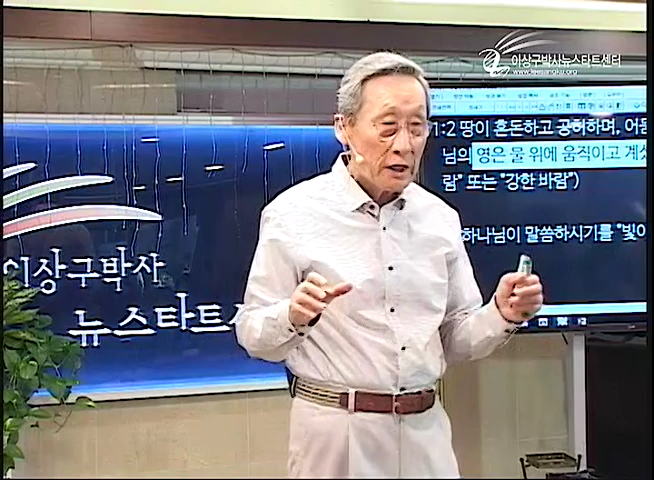 이상구박사뉴스타트센터
www.leesangku.org
1:2 땅이 혼돈하고 공허하며, 어둠
님의 영은 물 위에 움직이고 계셨
람" 또는 "강한 바람")
하나님이 말씀하시기를 "빛이
이상구박사
뉴스타트